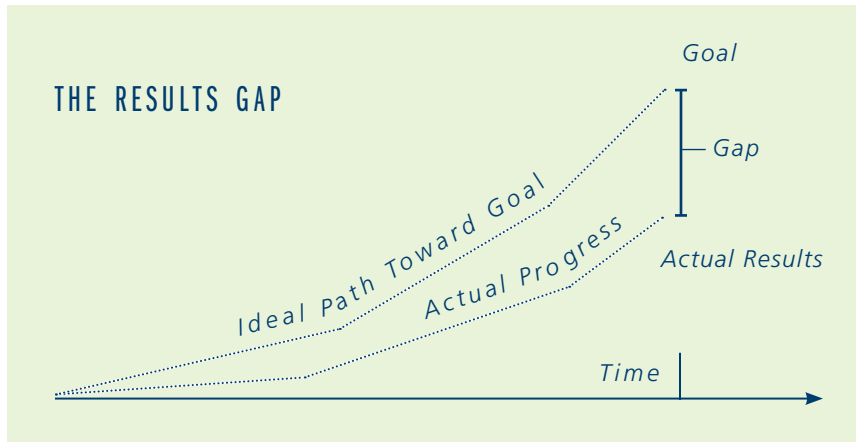 Goal
THE RESULTS GAP
Gap
Ideal Path Toward Goal
Actual Progress
Actual Results
Time